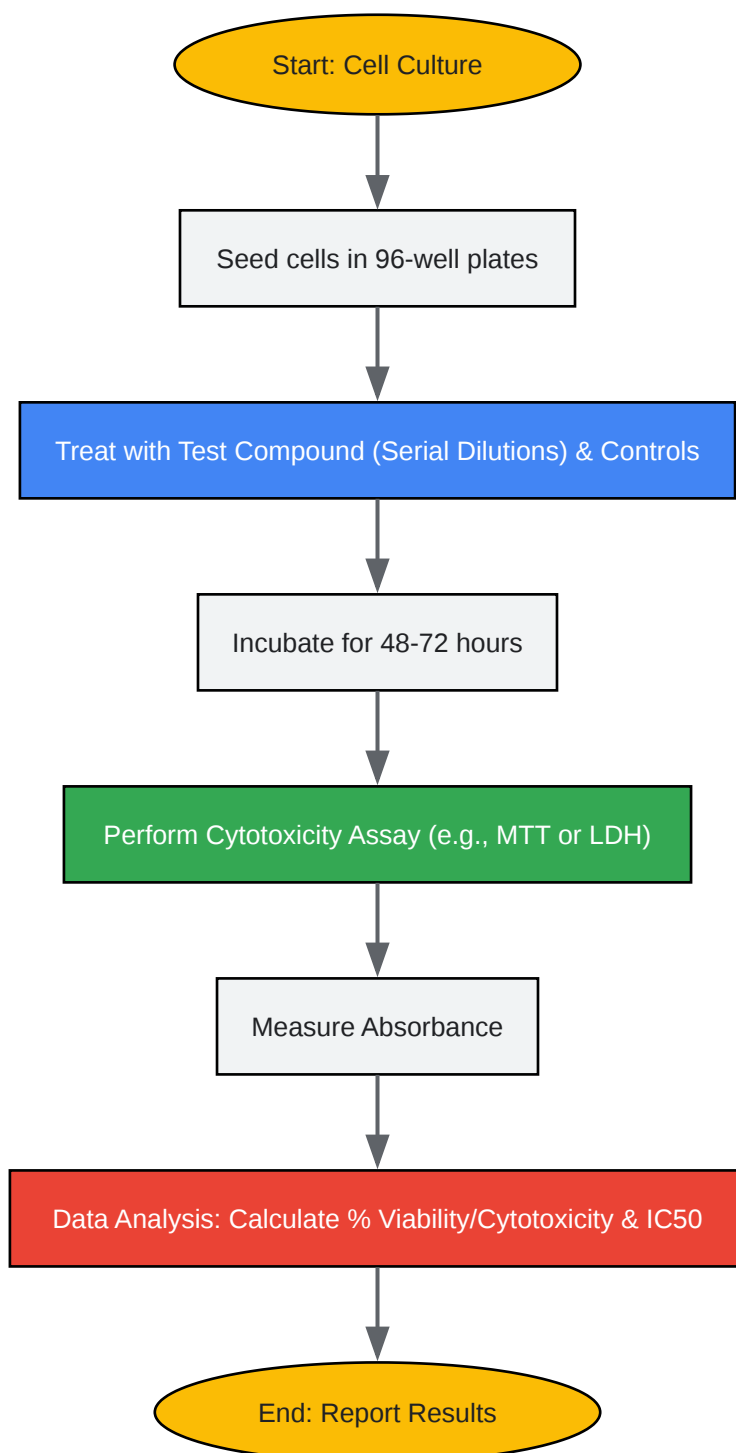 Start: Cell Culture
Seed cells in 96-well plates
Treat with Test Compound (Serial Dilutions) & Controls
Incubate for 48-72 hours
Perform Cytotoxicity Assay (e.g., MTT or LDH)
Measure Absorbance
Data Analysis: Calculate % Viability/Cytotoxicity & IC50
End: Report Results